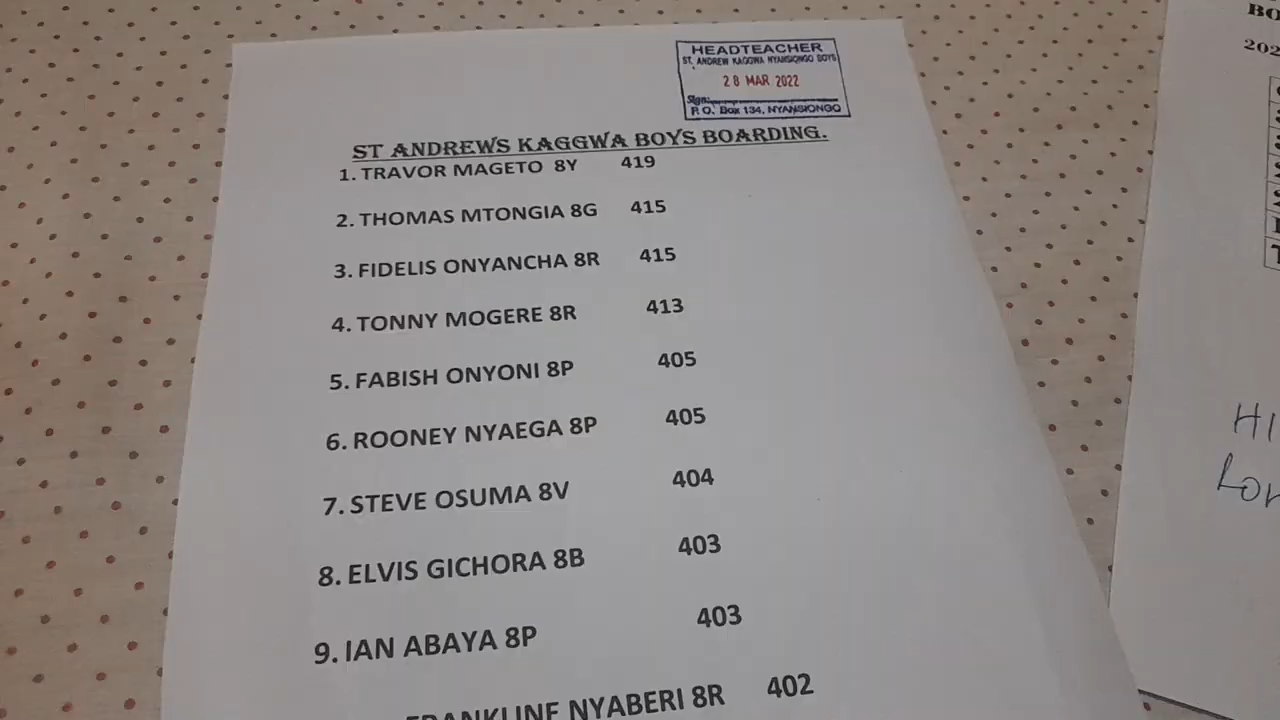 HEADTEACHER
ST. ANDREW KAGGWA NYANSIONGO BOYS
28 MAR 2022
Sign:
P. O. Box 134, NYANSIONGO
ST ANDREWS KAGGWA BOYS BOARDING.
1. TRAVOR MAGETO 8Y 419
2. THOMAS MTONGIA 8G 415
3. FIDELIS ONYANCHA 8R 415
4. TONNY MOGERE 8R 413
5. FABISH ONYONI 8P 405
6. ROONEY NYAEGA 8P 405
7. STEVE OSUMA 8V 404
8. ELVIS GICHORA 8B 403
9. IAN ABAYA 8P 403
FRANKLINE NYABERI 8R 402